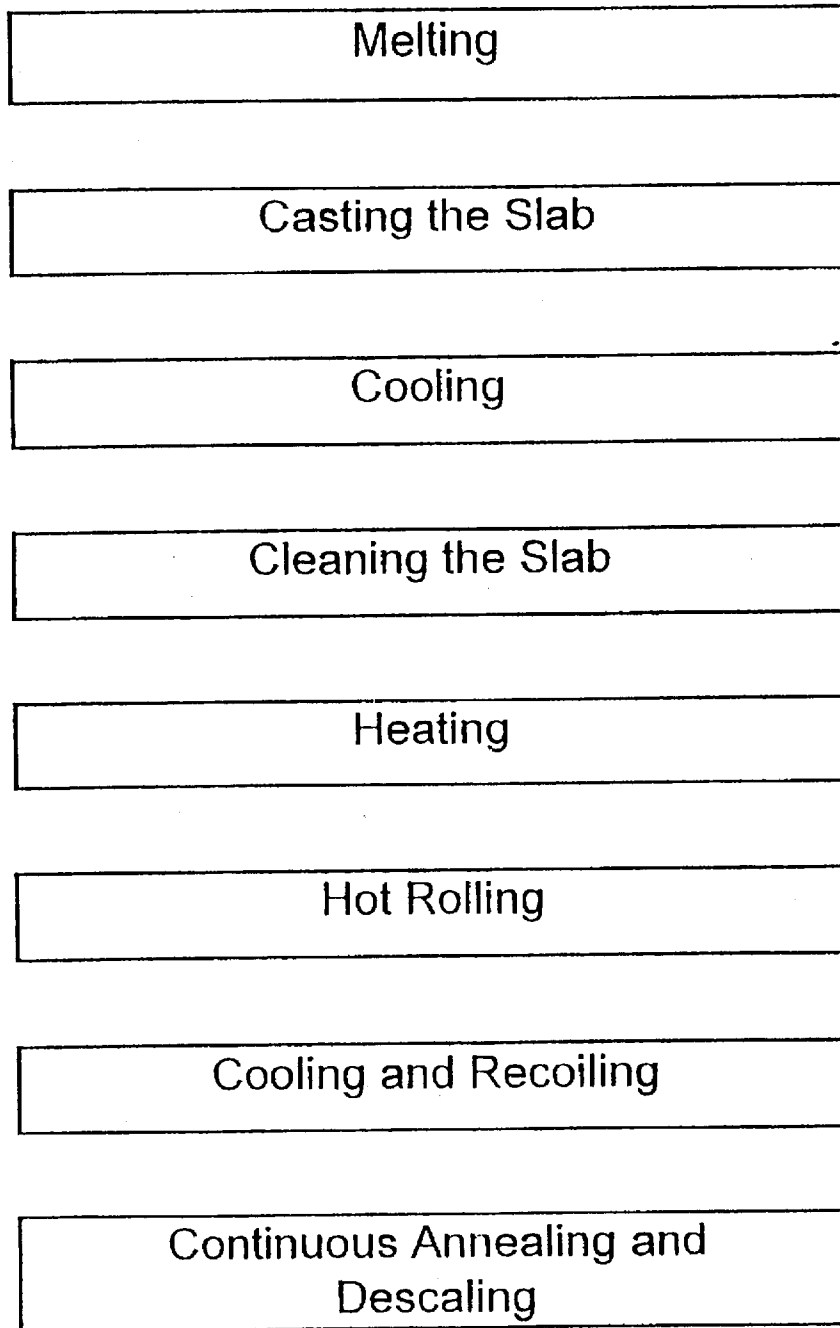 Melting
Casting the Slab
Cooling
Cleaning the Slab
Heating
Hot Rolling
Cooling and Recoiling
Continuous Annealing and
Descaling